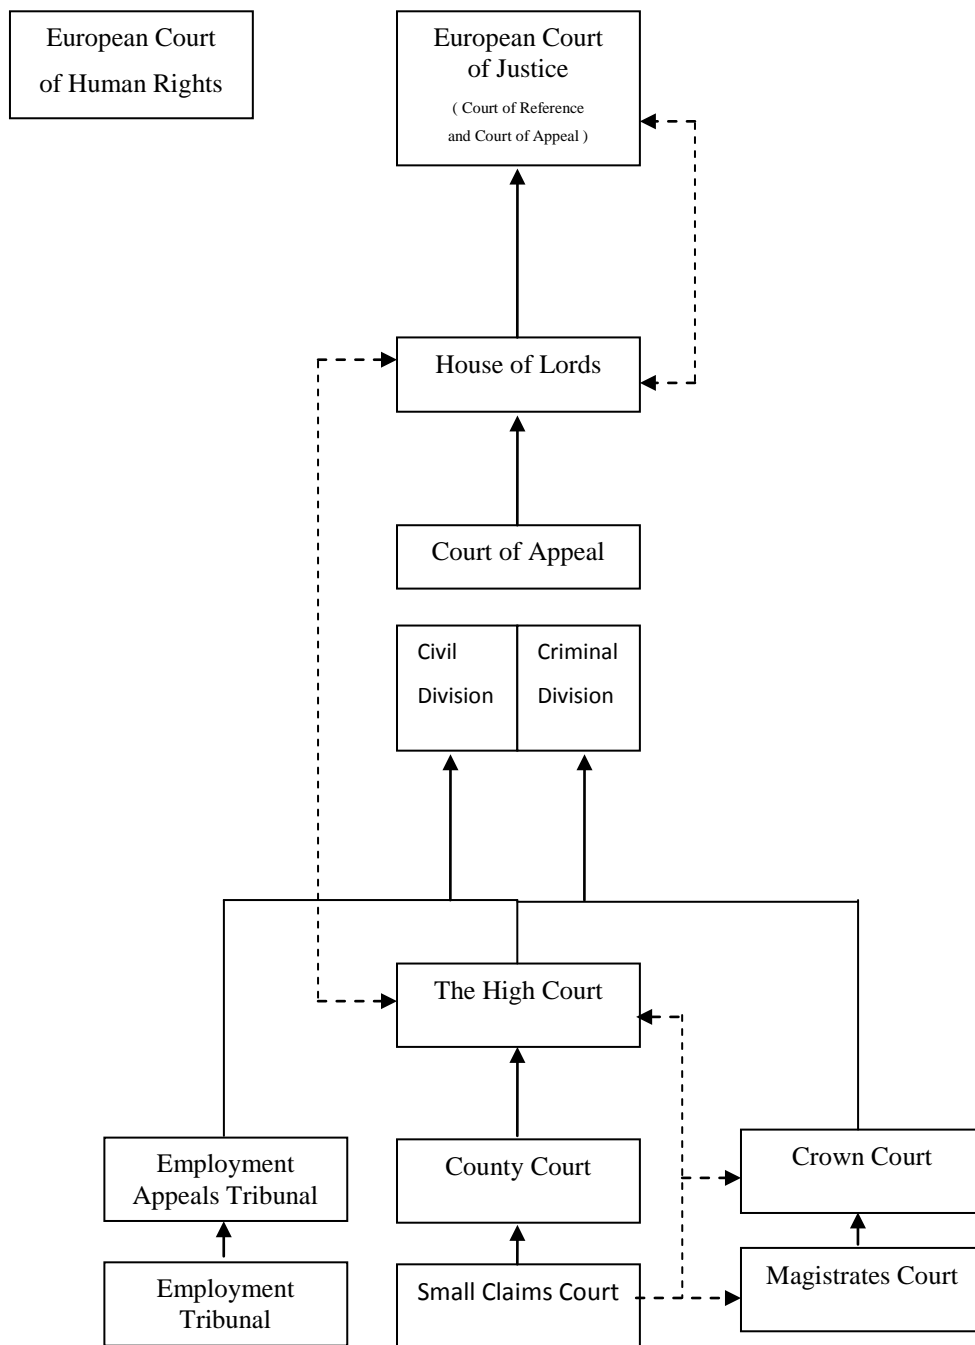 European Court
of Human Rights
European Court
of Justice
( Court of Reference
and Court of Appeal )
House of Lords
Court of Appeal
Civil
Division
Criminal
Division
The High Court
Employment
Appeals Tribunal
County Court
Crown Court
Employment
Tribunal
Small Claims Court
Magistrates Court